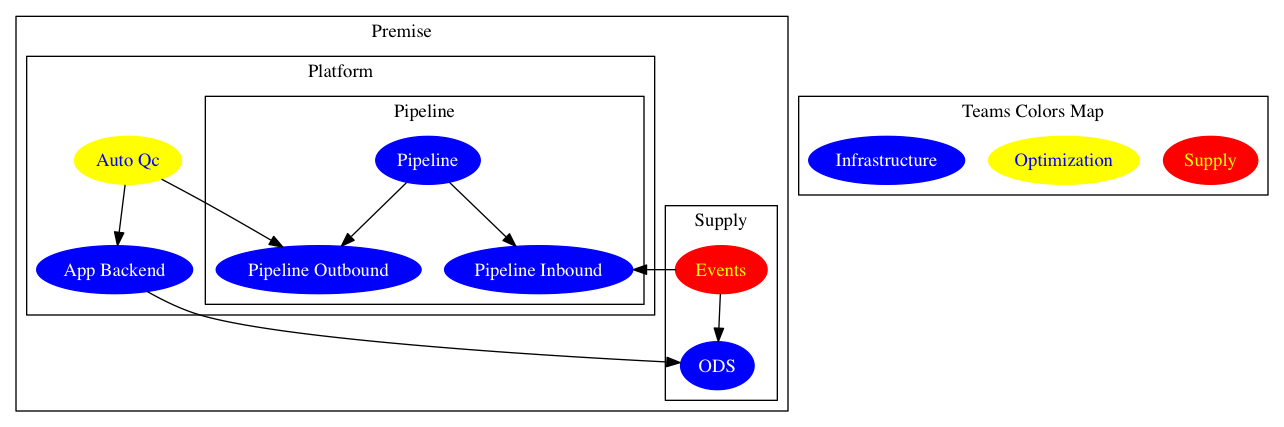 Premise
Platform
Pipeline
Auto Qc
Pipeline
App Backend
Pipeline Outbound
Pipeline Inbound
Supply
Events
ODS
Teams Colors Map
Infrastructure
Optimization
Supply